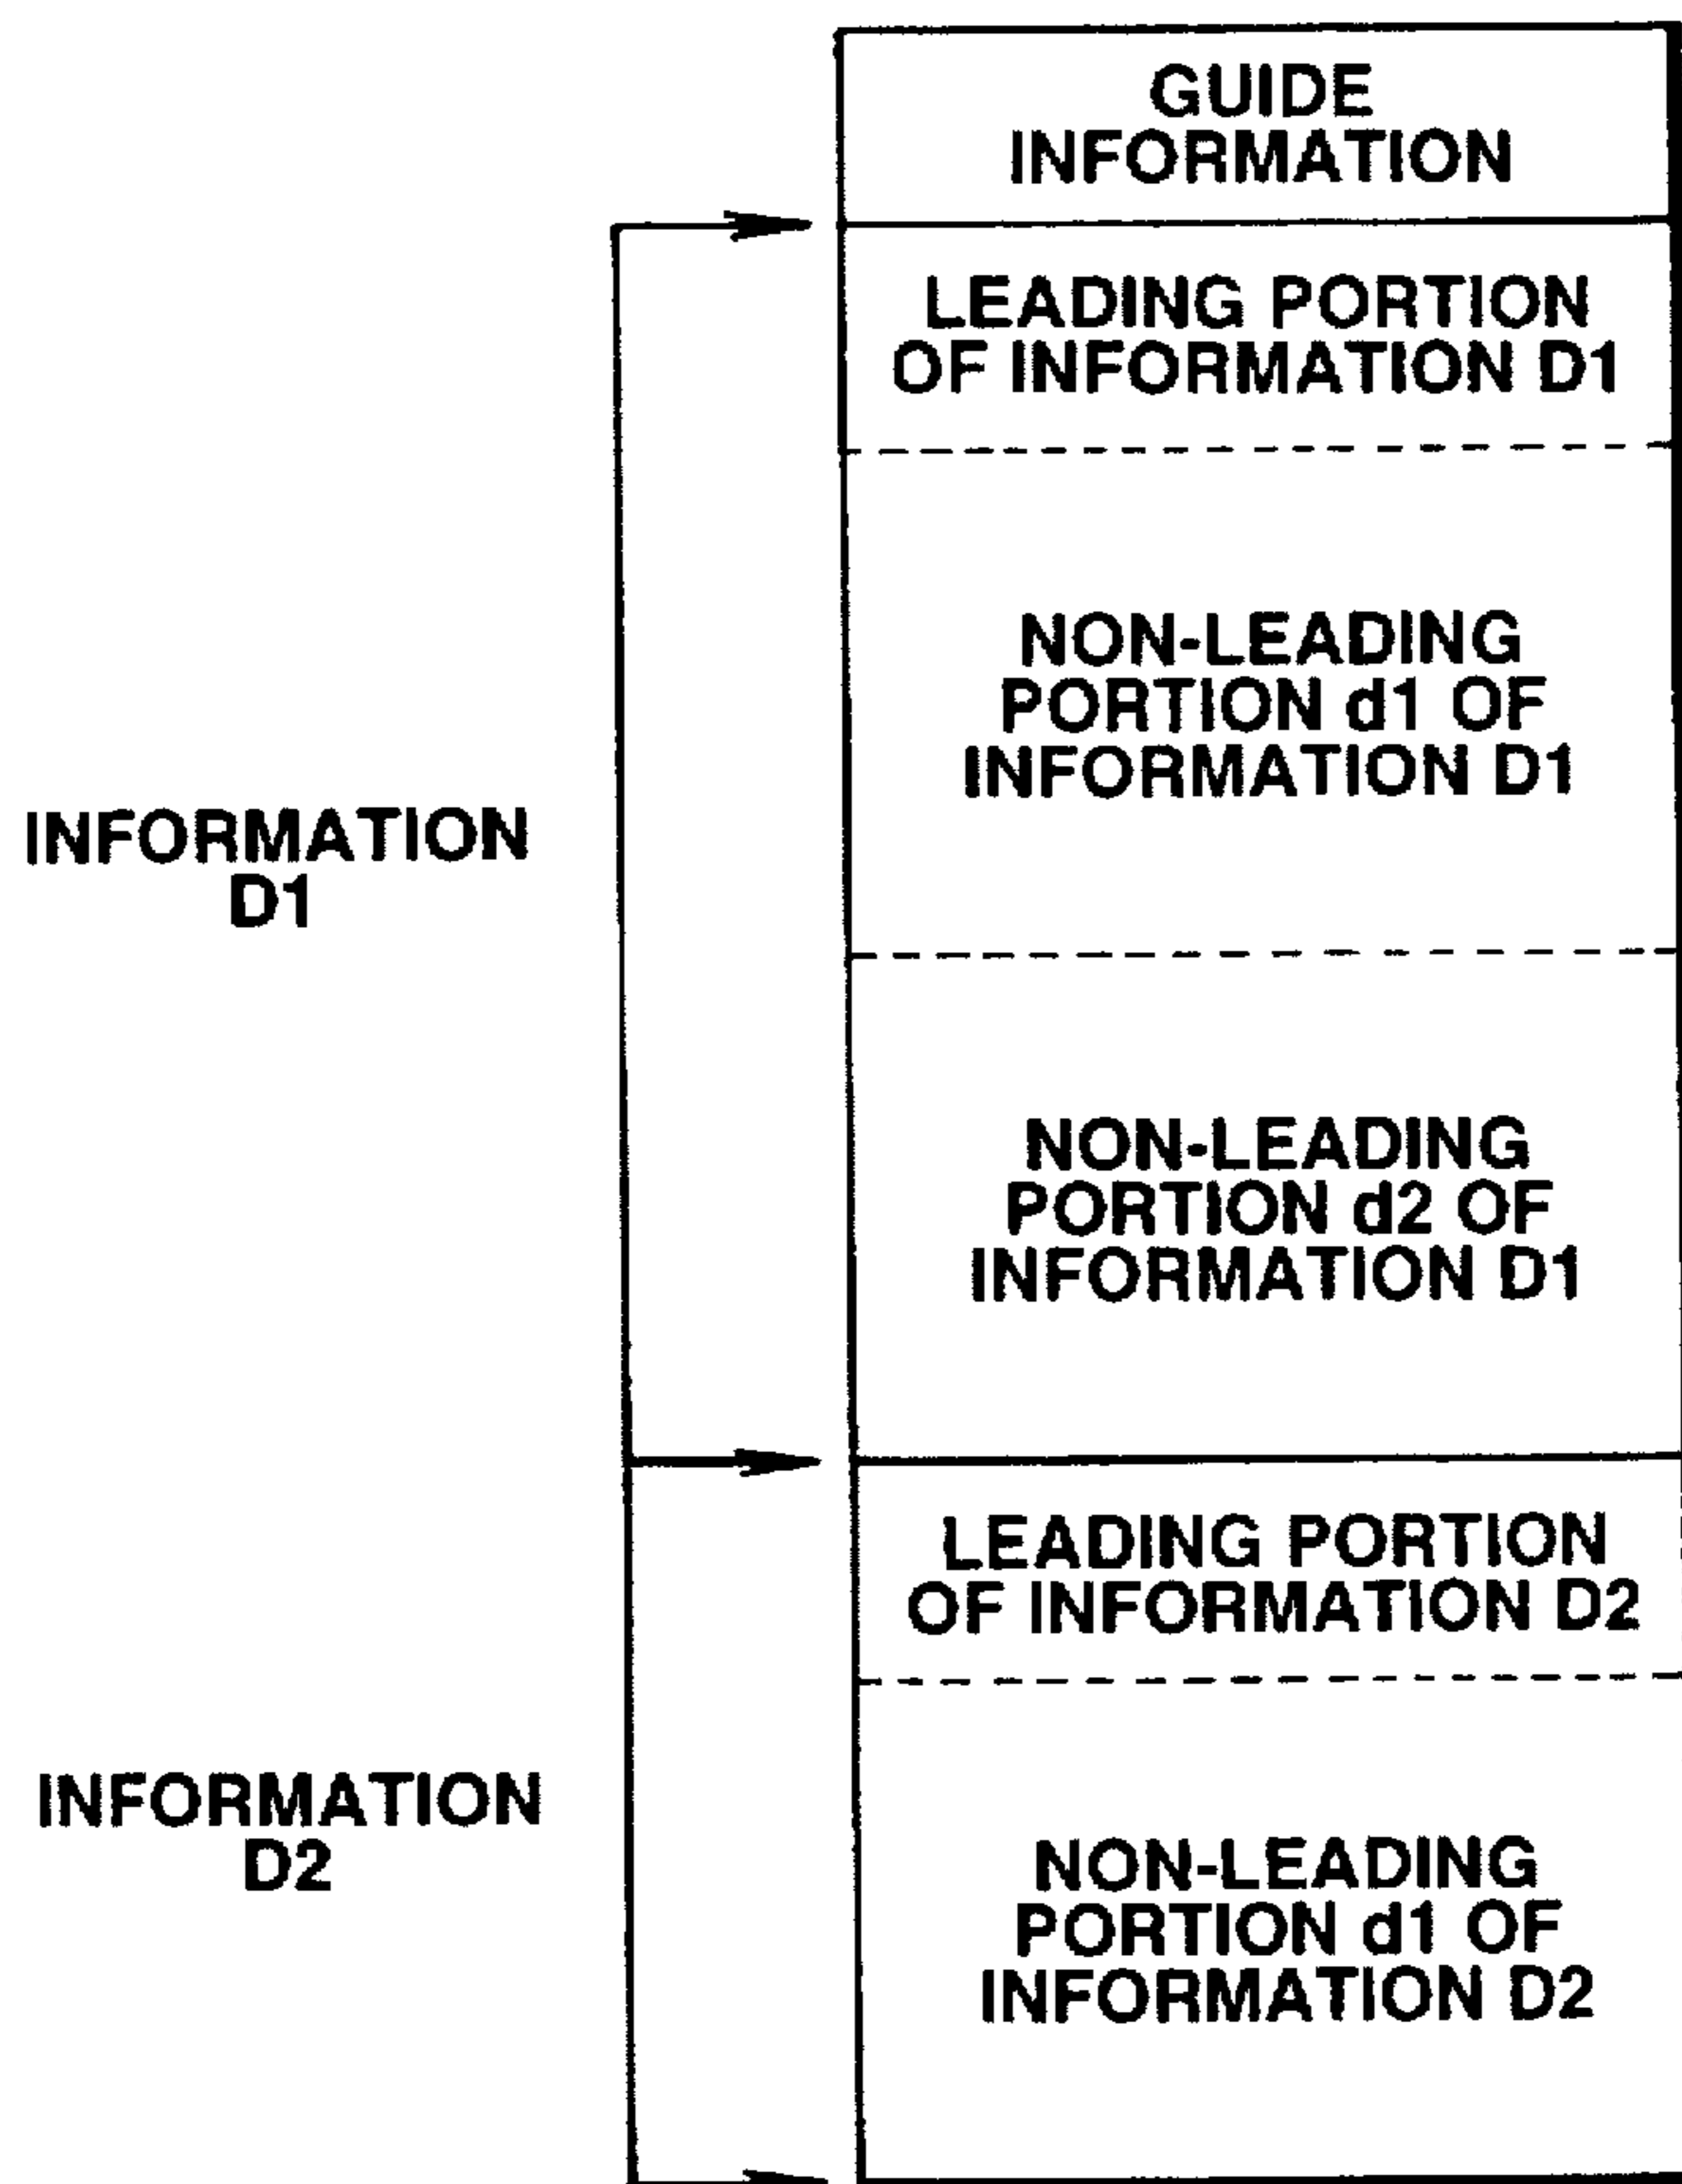 GUIDE
INFORMATION
LEADING PORTION
OF INFORMATION D1
NON-LEADING
PORTION d1 OF
INFORMATION D1
INFORMATION
D1
NON-LEADING
PORTION d2 OF
INFORMATION D1
LEADING PORTION
OF INFORMATION D2
INFORMATION
D2
NON-LEADING
PORTION d1 OF
INFORMATION D2